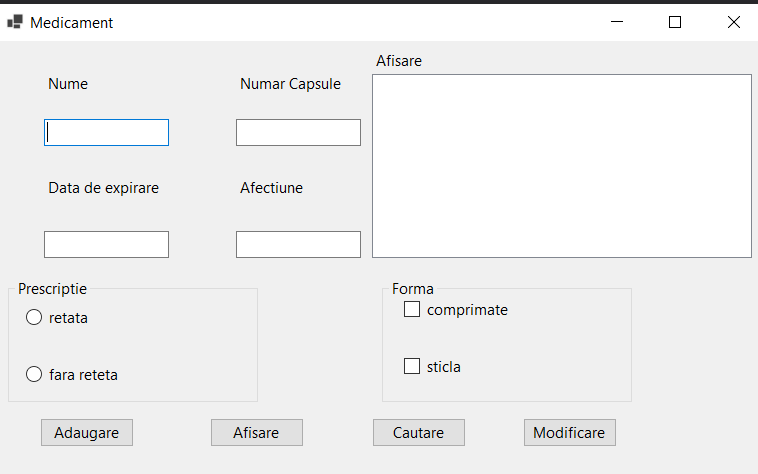 Medicament
Afisare
Nume
Numar Capsule
Data de expirare
Afectiune
Prescriptie
retata
fara reteta
Forma
comprimate
sticla
Adaugare
Afisare
Cautare
Modificare